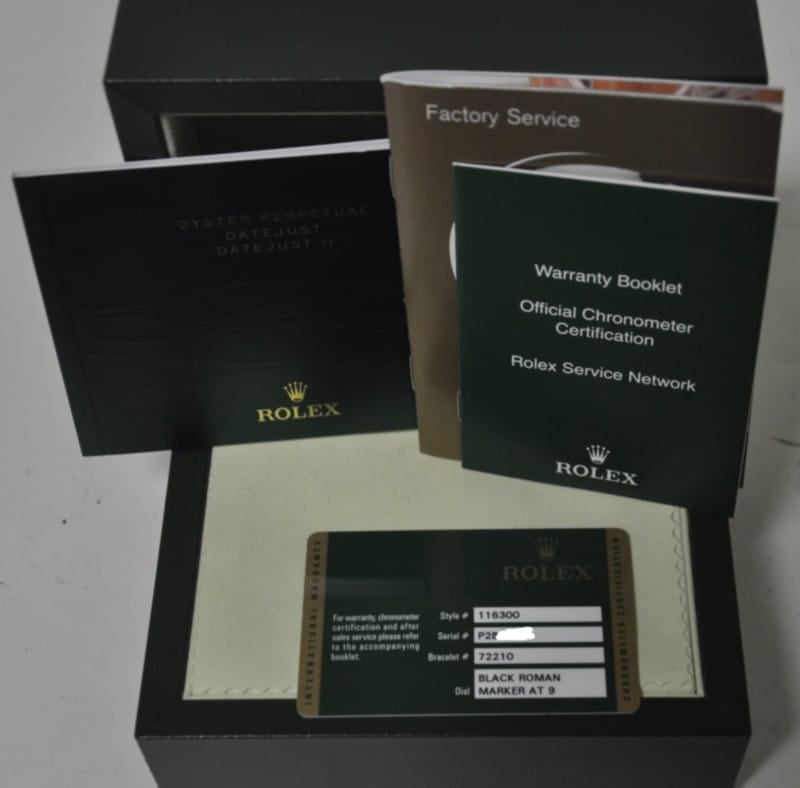 Factory Service
OYSTER PERPETUAL
DATEJUST
DATEJUST II
ROLEX
Warranty Booklet
Official Chronometer
Certification
Rolex Service Network
ROLEX
INTERNATIONAL WARRANTY
ROLEX
For warranty, chronometer
certification and after
sales service please refer
to the accompanying
booklet.
Style # 116300
Serial # P28
Bracelet # 72210
Dial BLACK ROMAN
MARKER AT 9
CHRONOMETER CERTIFICATION